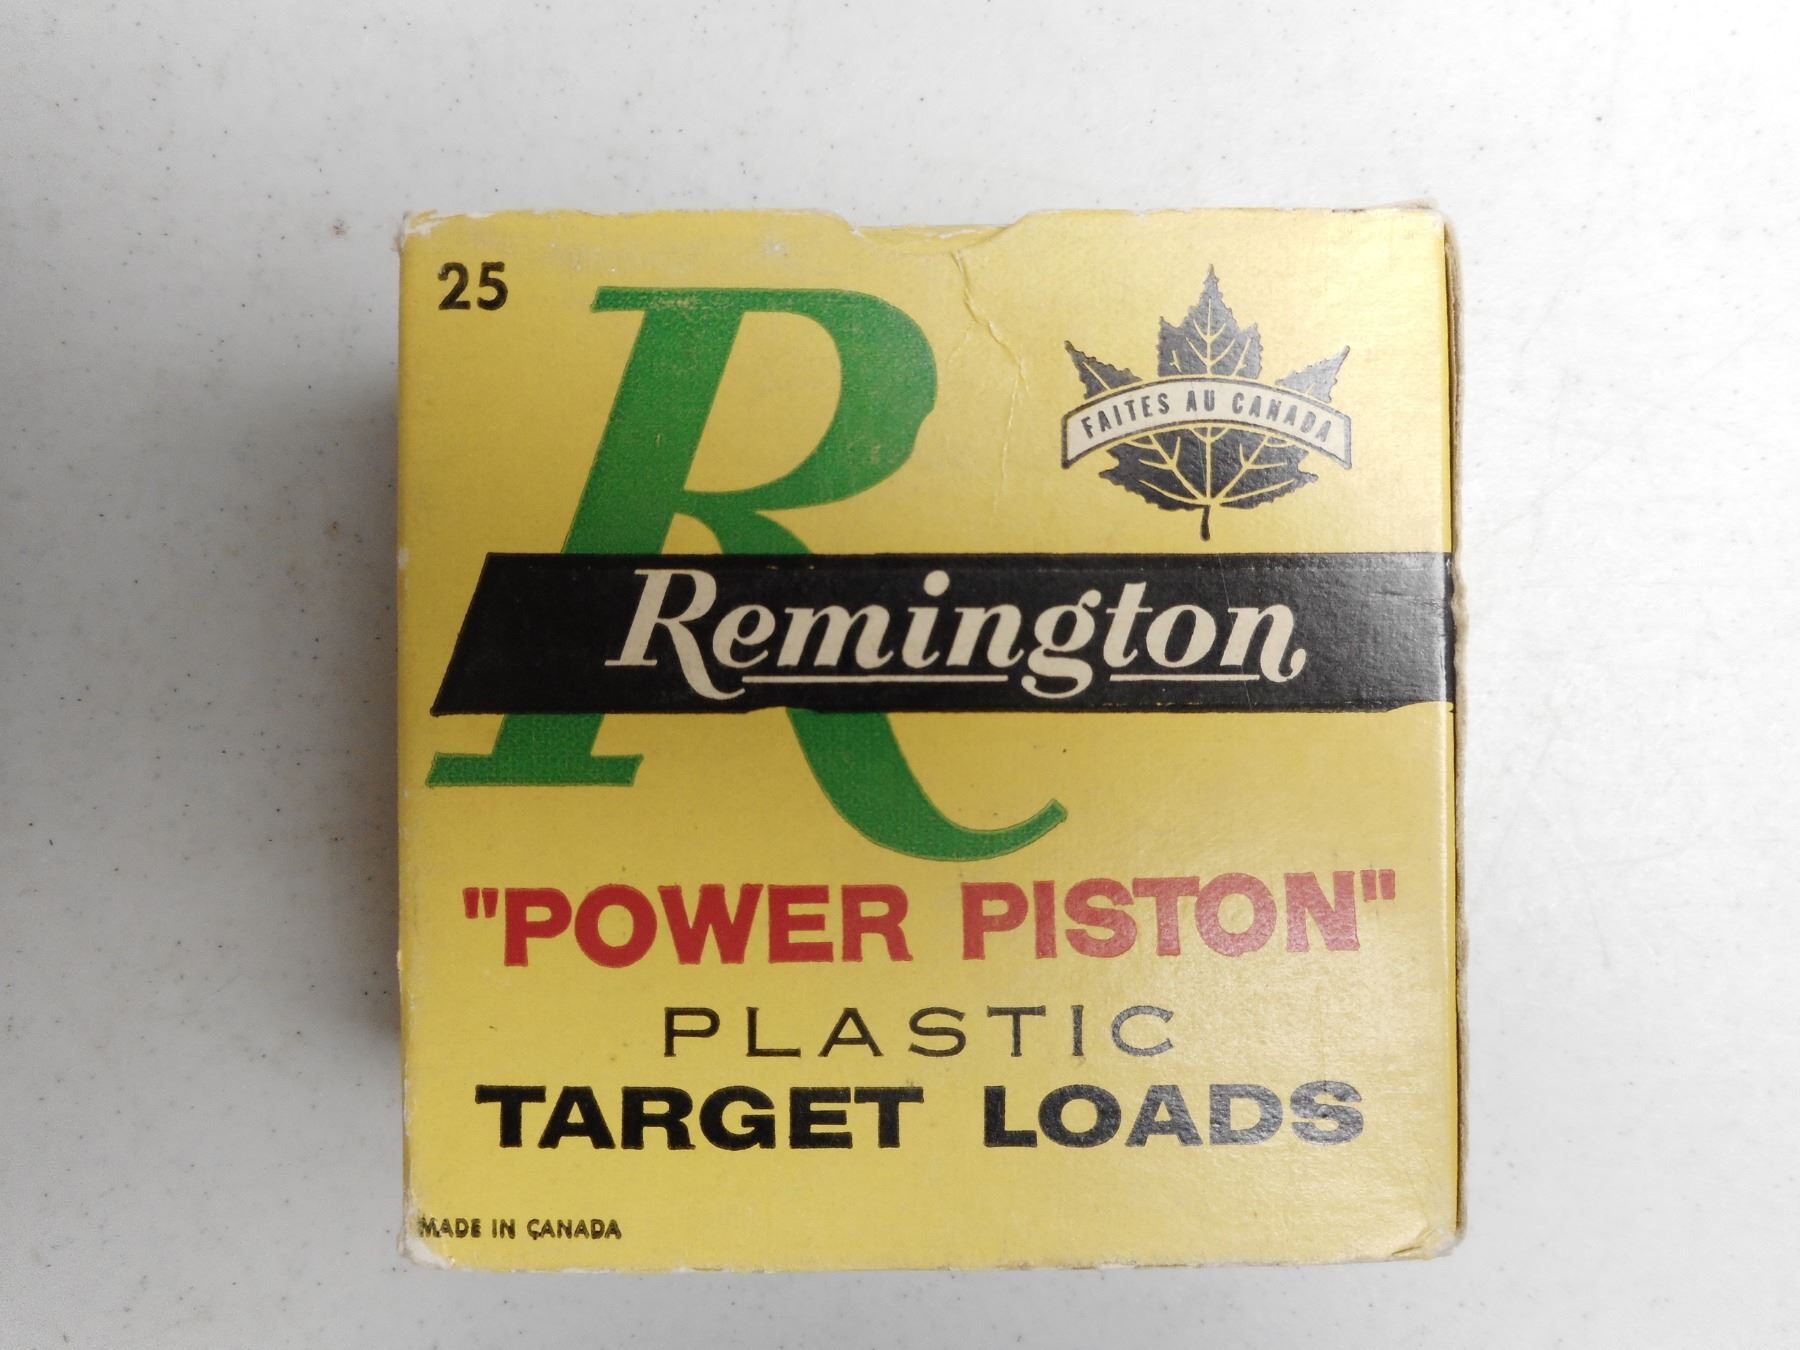 25
FAITES AU CANADA
Remington
"POWER PISTON"
PLASTIC
TARGET LOADS
MADE IN CANADA